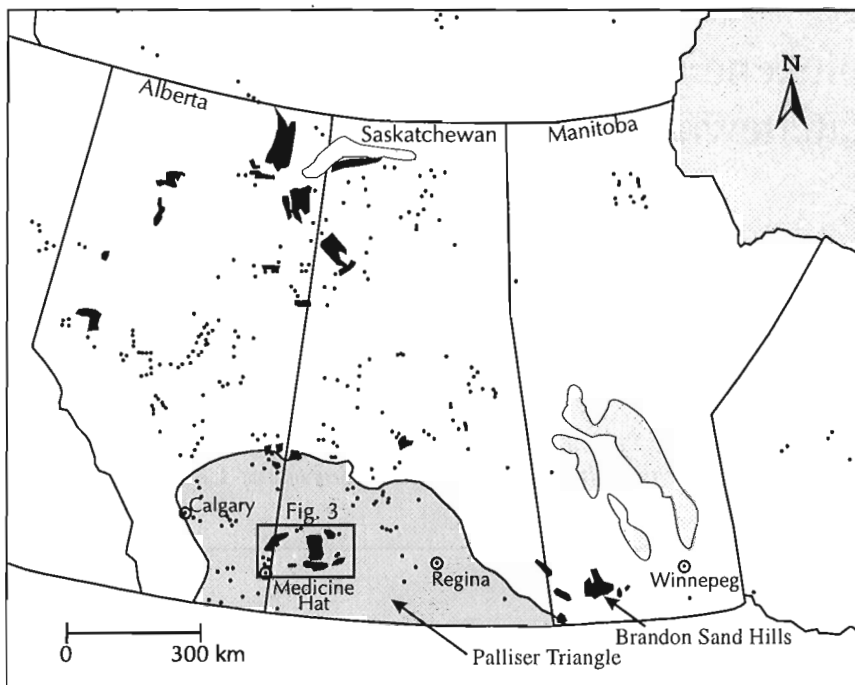 N
Alberta
Saskatchewan
Manitoba
Calgary
Fig. 3
Medicine
Hat
Regina
Winnepeg
Brandon Sand Hills
Palliser Triangle
0 300 km